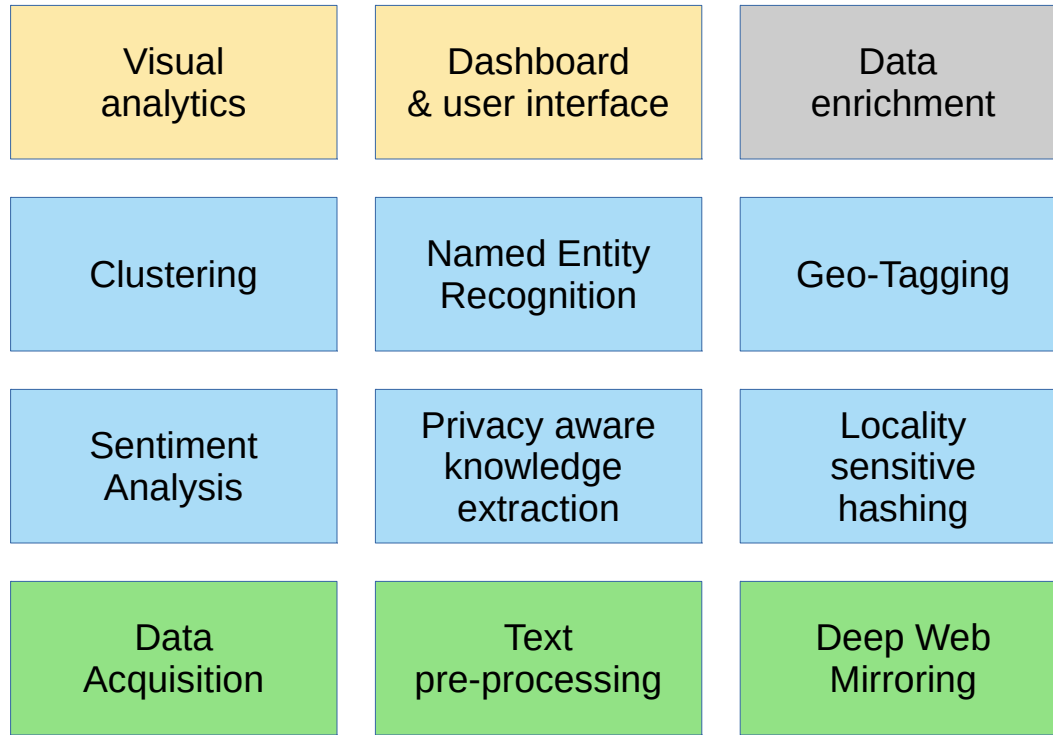 Visual
analytics
Dashboard
& user interface
Data
enrichment
Clustering
Named Entity
Recognition
Geo-Tagging
Sentiment
Analysis
Privacy aware
knowledge
extraction
Locality
sensitive
hashing
Data
Acquisition
Text
pre-processing
Deep Web
Mirroring